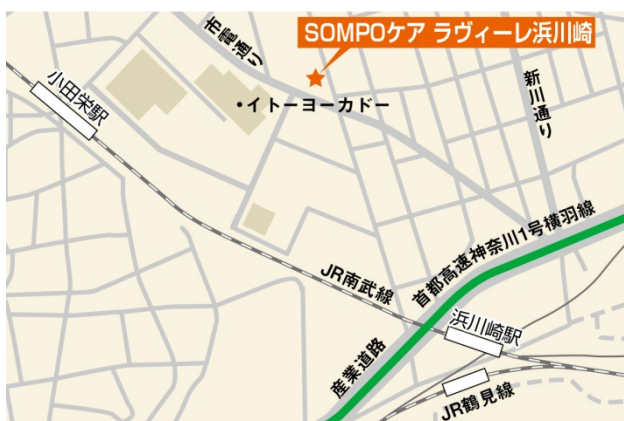 SOMPOケア ラヴィーレ浜川崎
市電通り
小田栄駅
・イトーヨーカドー
新川通り
首都高速神奈川1号横羽線
JR南武線
浜川崎駅
産業道路
JR鶴見線